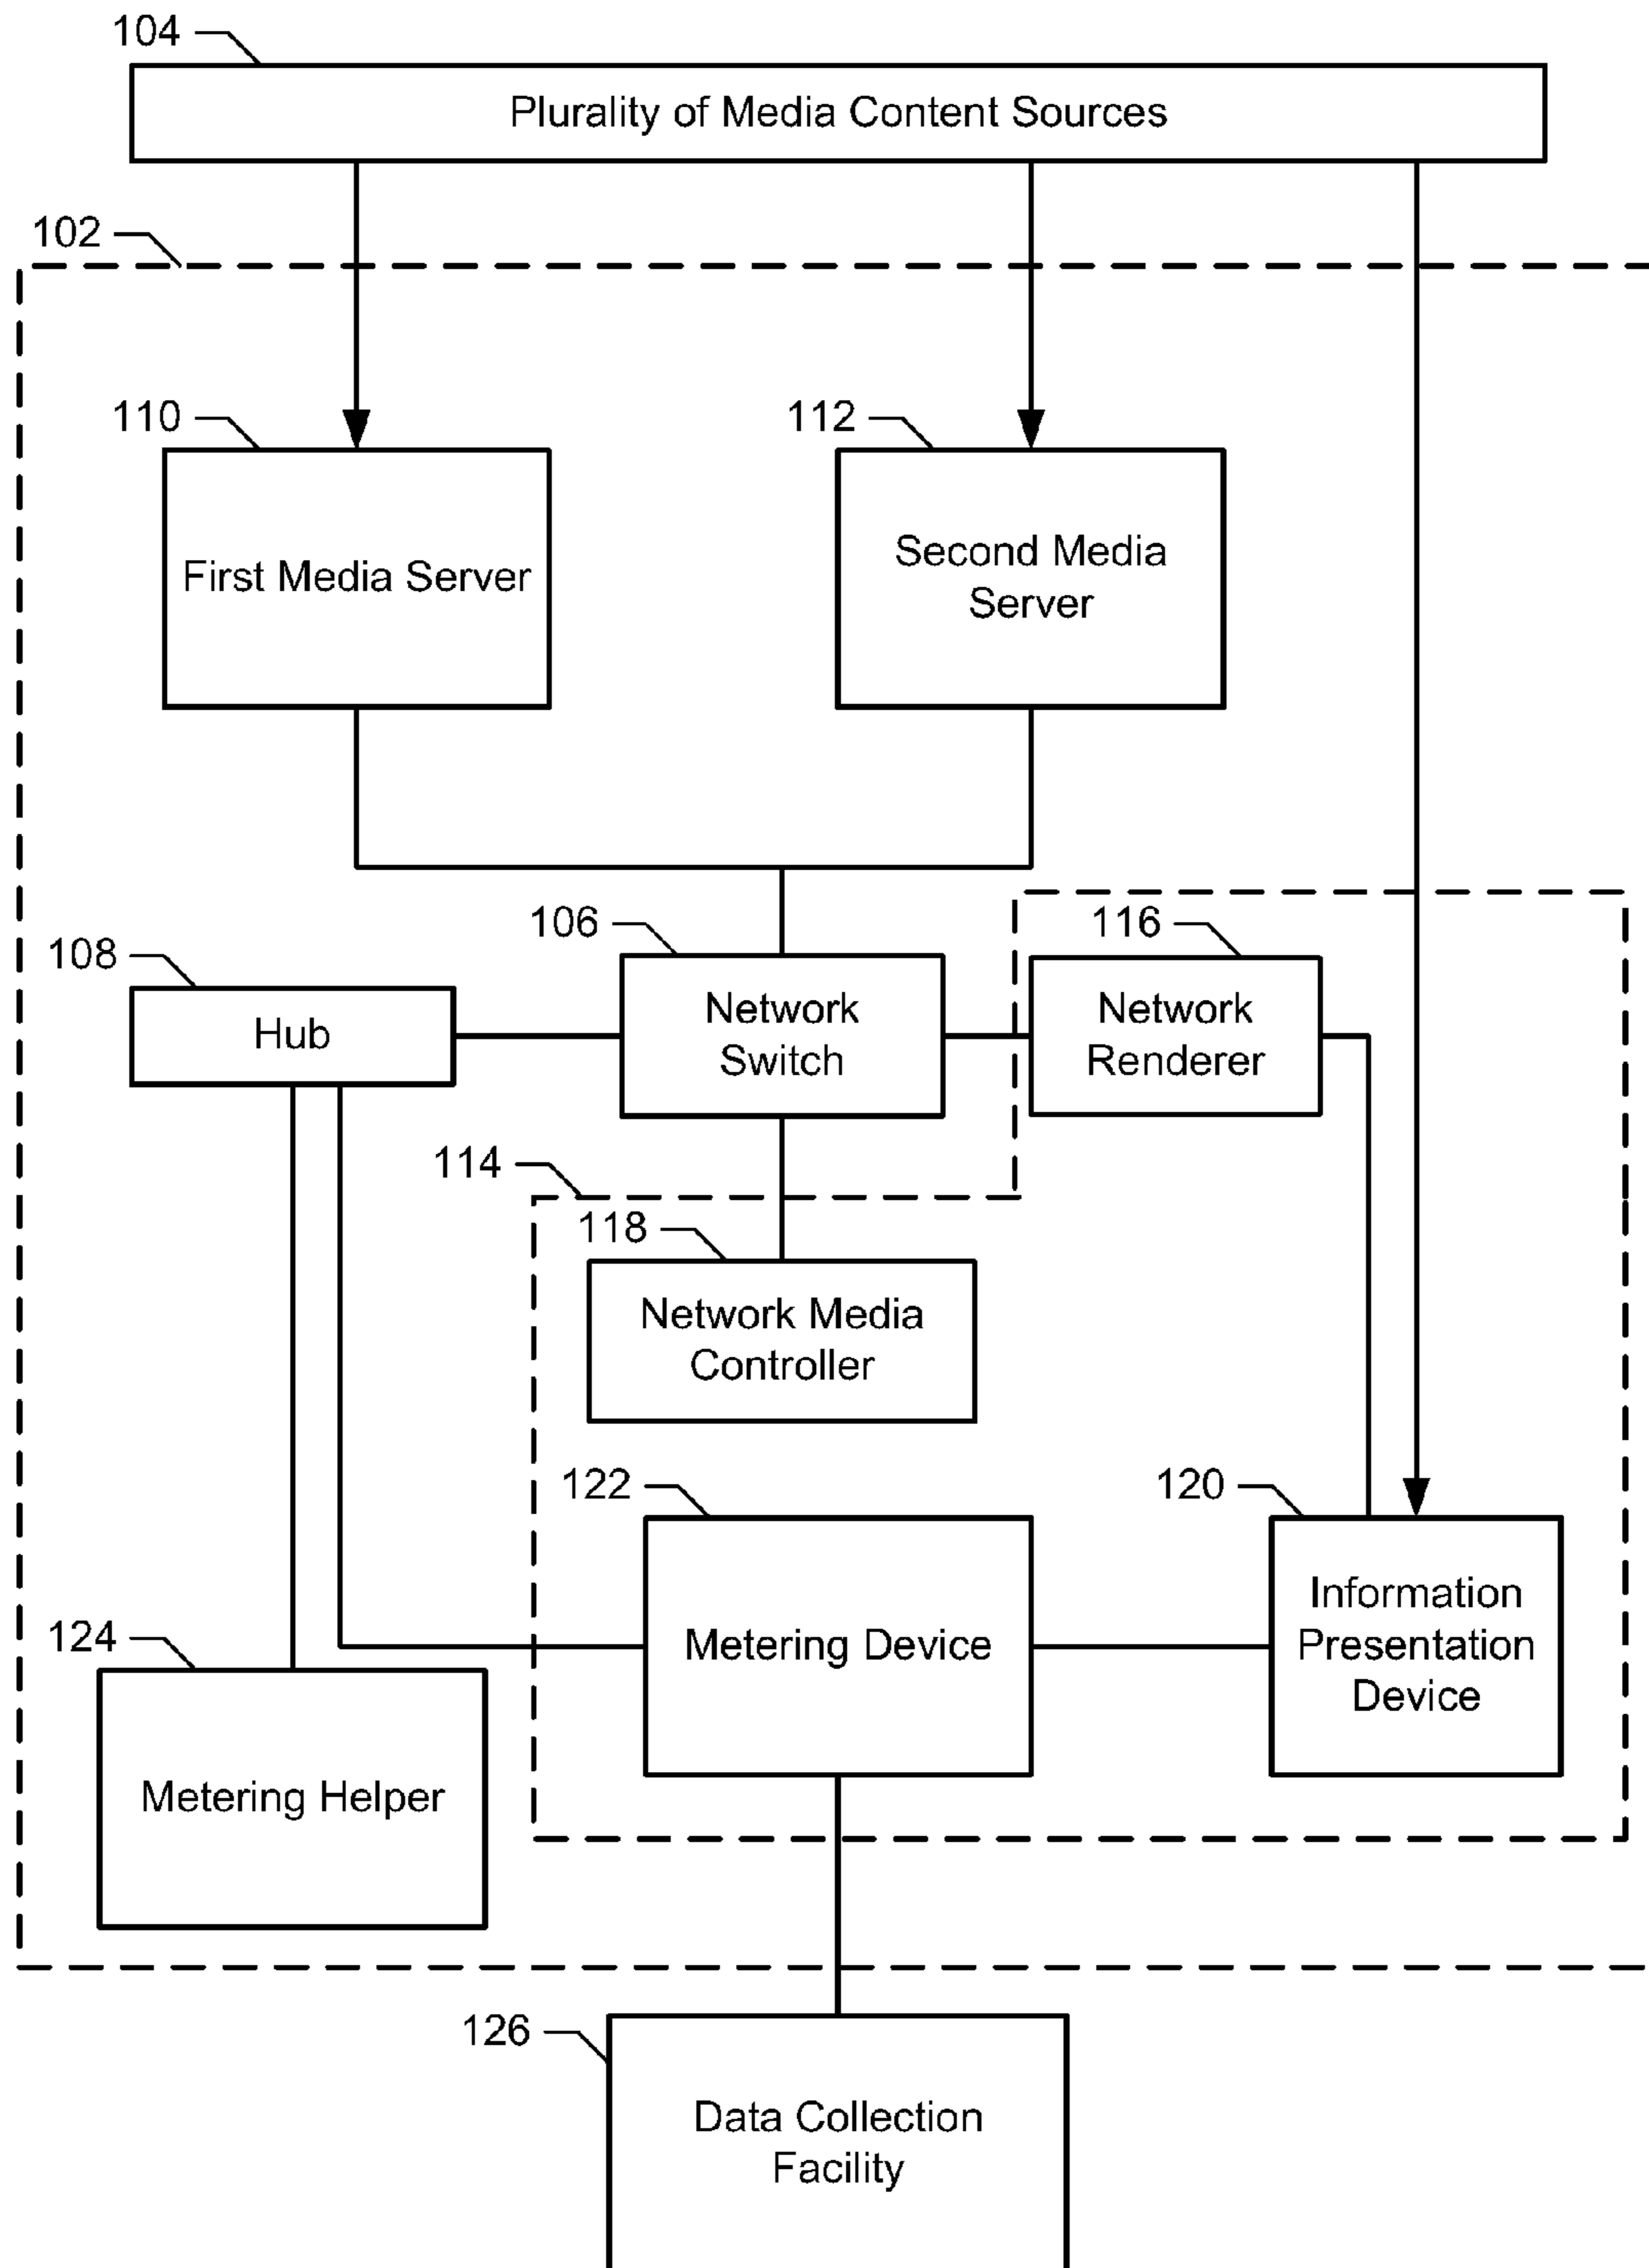 104
Plurality of Media Content Sources
102
110
112
First Media Server
Second Media
Server
106
116
108
Network
Switch
Network
Renderer
Hub
114
118
Network Media
Controller
122
120
Metering Device
Information
Presentation
Device
124
Metering Helper
126
Data Collection
Facility